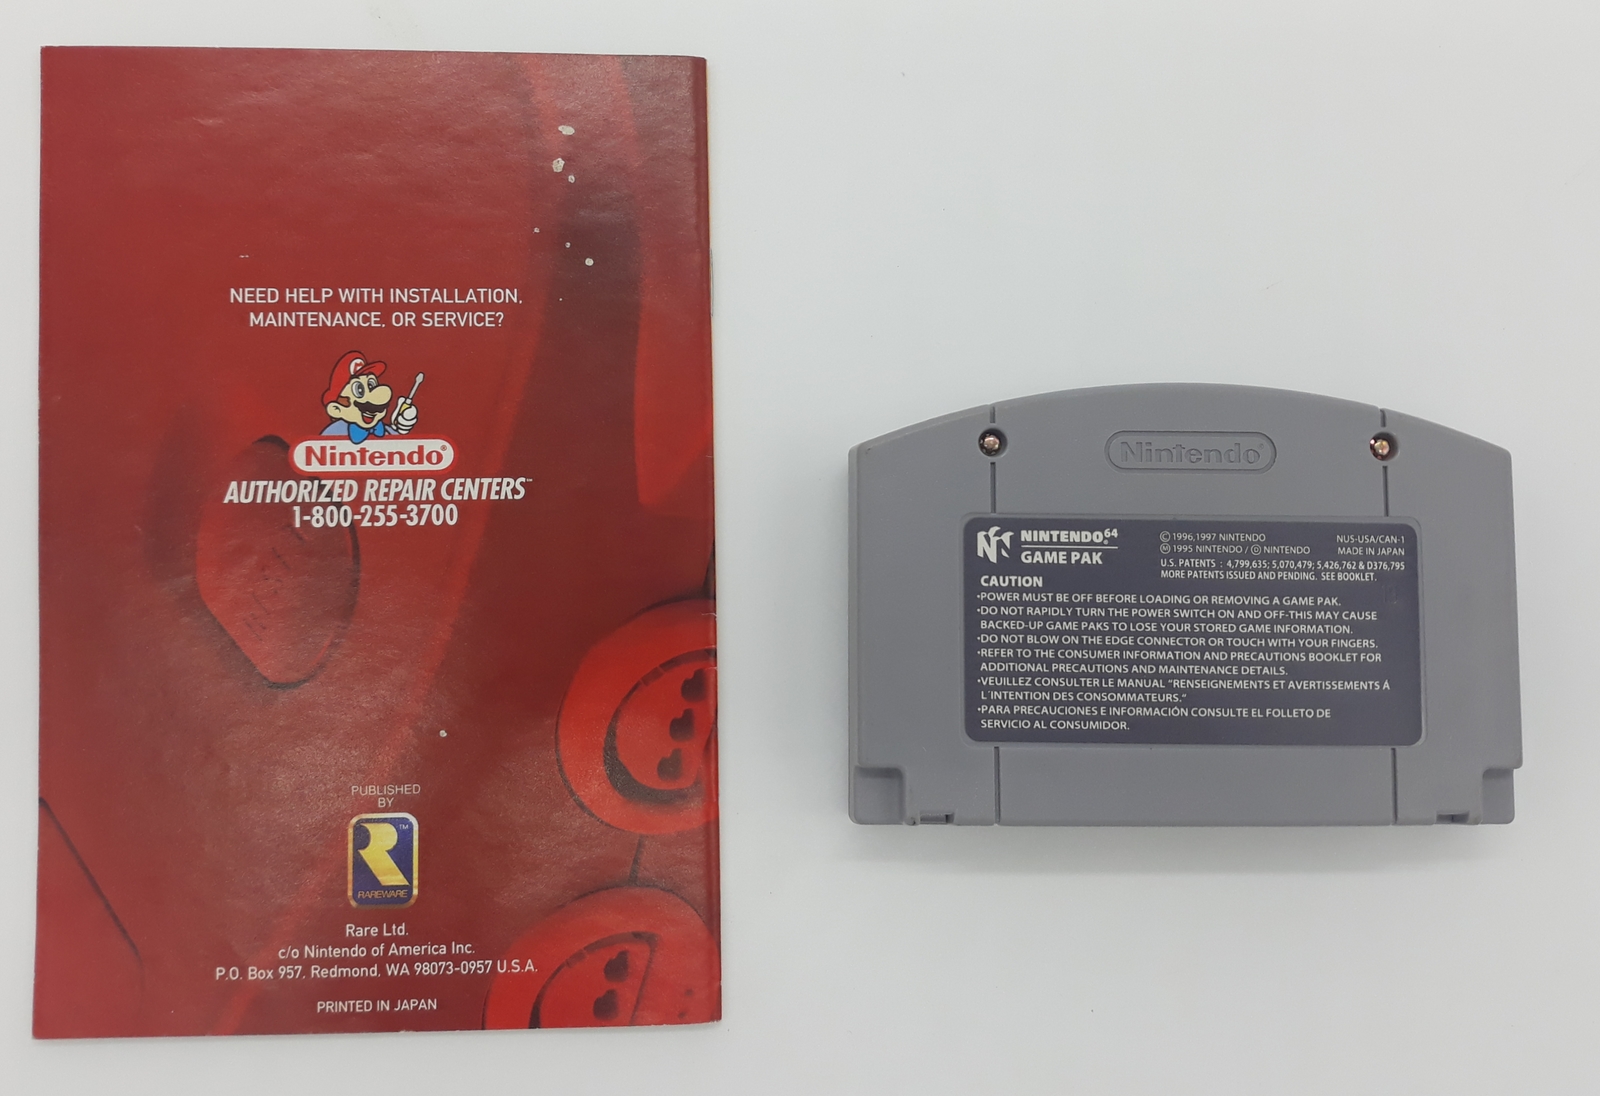 NEED HELP WITH INSTALLATION,
MAINTENANCE, OR SERVICE?
Nintendo®
AUTHORIZED REPAIR CENTERS™
1-800-255-3700
PUBLISHED
BY
R™
RAREWARE
Rare Ltd.
c/o Nintendo of America Inc.
P.O. Box 957, Redmond, WA 98073-0957 U.S.A.
PRINTED IN JAPAN
Nintendo®
NINTENDO®64
GAME PAK
©1996,1997 NINTENDO
Ⓜ1995 NINTENDO / Ⓓ NINTENDO
NUS-USA/CAN-1
MADE IN JAPAN
U.S. PATENTS : 4,799,635; 5,070,479; 5,426,762 & D376,795
MORE PATENTS ISSUED AND PENDING. SEE BOOKLET.
CAUTION
•POWER MUST BE OFF BEFORE LOADING OR REMOVING A GAME PAK.
•DO NOT RAPIDLY TURN THE POWER SWITCH ON AND OFF-THIS MAY CAUSE
BACKED-UP GAME PAKS TO LOSE YOUR STORED GAME INFORMATION.
•DO NOT BLOW ON THE EDGE CONNECTOR OR TOUCH WITH YOUR FINGERS.
•REFER TO THE CONSUMER INFORMATION AND PRECAUTIONS BOOKLET FOR
ADDITIONAL PRECAUTIONS AND MAINTENANCE DETAILS.
•VEUILLEZ CONSULTER LE MANUAL "RENSEIGNEMENTS ET AVERTISSEMENTS Á
L'INTENTION DES CONSOMMATEURS."
•PARA PRECAUCIONES E INFORMACIÓN CONSULTE EL FOLLETO DE
SERVICIO AL CONSUMIDOR.